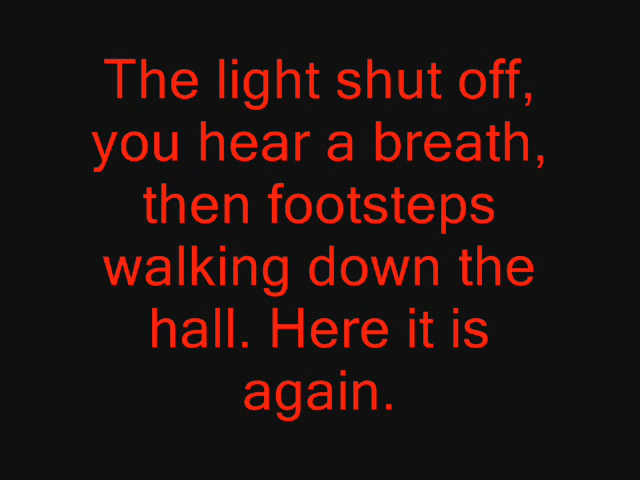 The light shut off,
you hear a breath,
then footsteps
walking down the
hall. Here it is
again.